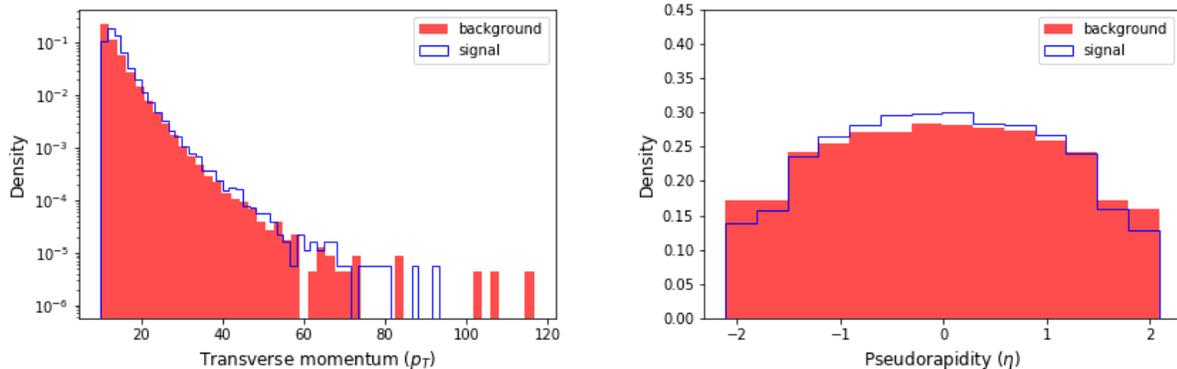 background
signal
10⁻¹
10⁻²
10⁻³
10⁻⁴
10⁻⁵
10⁻⁶
Density
20 40 60 80 100 120
Transverse momentum (p_T)
background
signal
0.45
0.40
0.35
0.30
0.25
0.20
0.15
0.10
0.05
0.00
Density
−2 −1 0 1 2
Pseudorapidity (η)